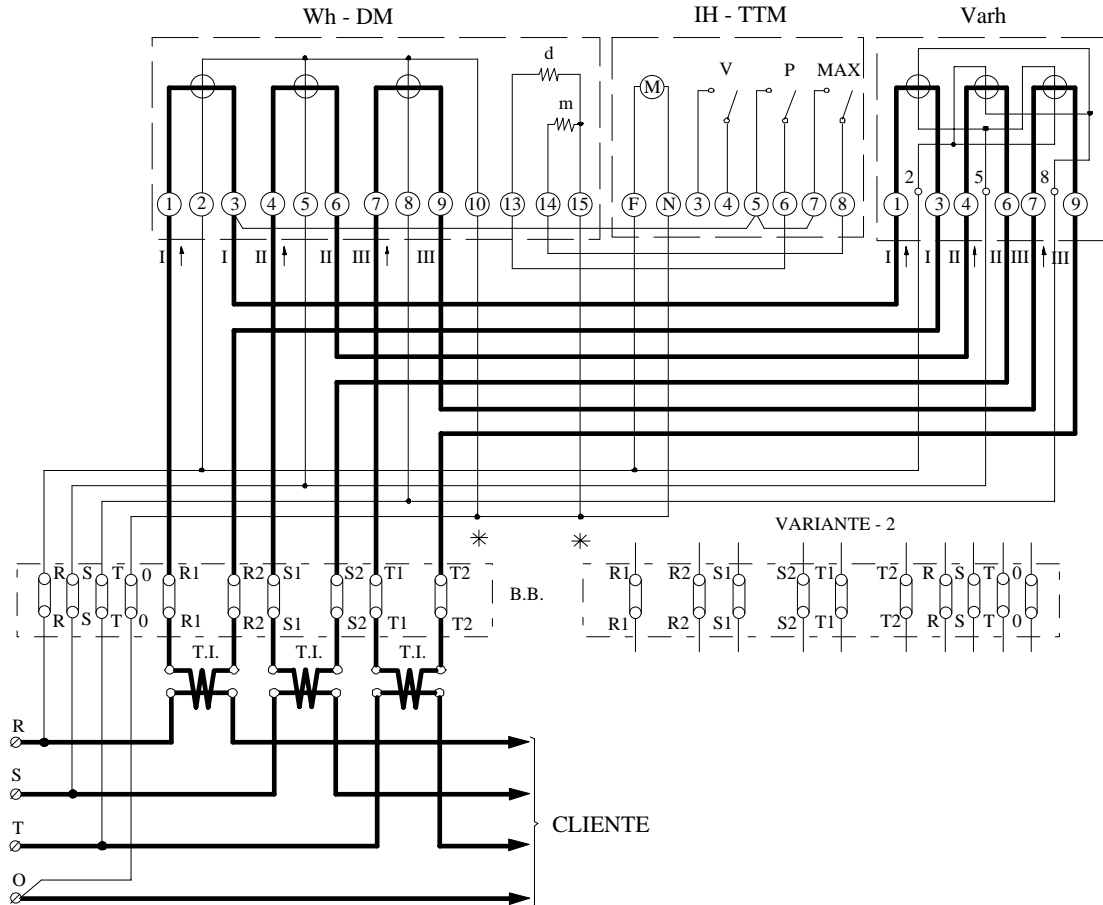 Wh - DM IH - TTM Varh
d V P MAX
m M
1 2 3 4 5 6 7 8 9 10 13 14 15 F N 3 4 5 6 7 8 1 2 3 4 5 6 7 8 9
I I II II III III I I II II III III
VARIANTE - 2
R S T 0 R1 R2 S1 S2 T1 T2 B.B. R1 R2 S1 S2 T1 T2 R S T 0
R S T 0 R1 R2 S1 S2 T1 T2 R1 R2 S1 S2 T1 T2 R S T 0
T.I. T.I. T.I.
R
S
T
O
CLIENTE